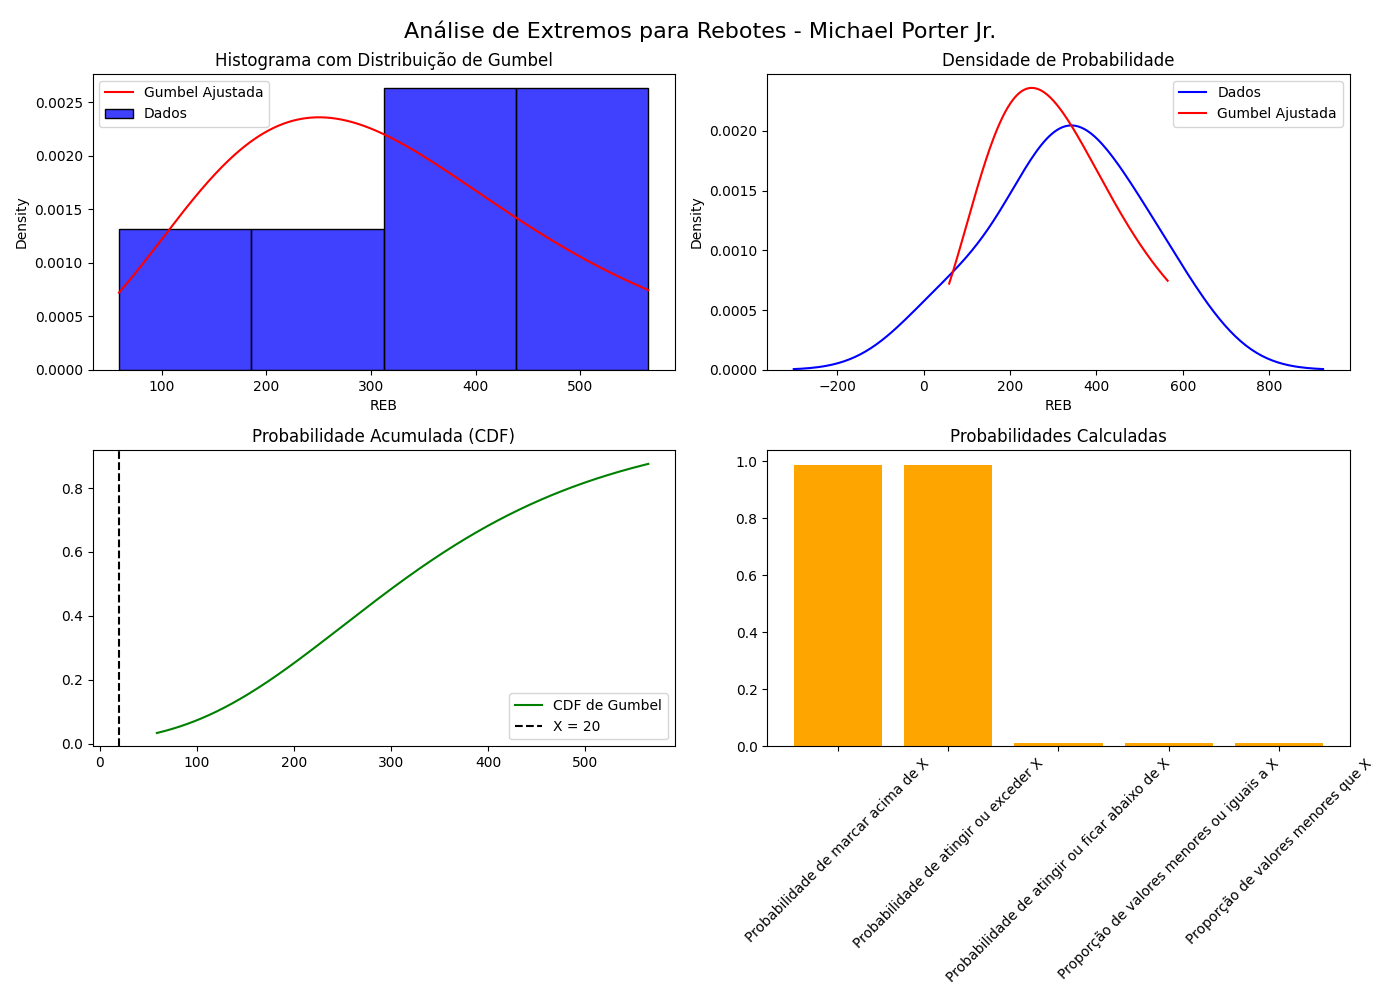 Análise de Extremos para Rebotes - Michael Porter Jr.
Histograma com Distribuição de Gumbel
Gumbel Ajustada
Dados
Density
0.0025
0.0020
0.0015
0.0010
0.0005
0.0000
100 200 300 400 500
REB
Densidade de Probabilidade
Dados
Gumbel Ajustada
Density
0.0020
0.0015
0.0010
0.0005
0.0000
−200 0 200 400 600 800
REB
Probabilidade Acumulada (CDF)
0.8
0.6
0.4
0.2
0.0
CDF de Gumbel
X = 20
0 100 200 300 400 500
Probabilidades Calculadas
1.0
0.8
0.6
0.4
0.2
0.0
Probabilidade de marcar acima de X
Probabilidade de atingir ou exceder X
Probabilidade de atingir ou ficar abaixo de X
Proporção de valores menores ou iguais a X
Proporção de valores menores que X